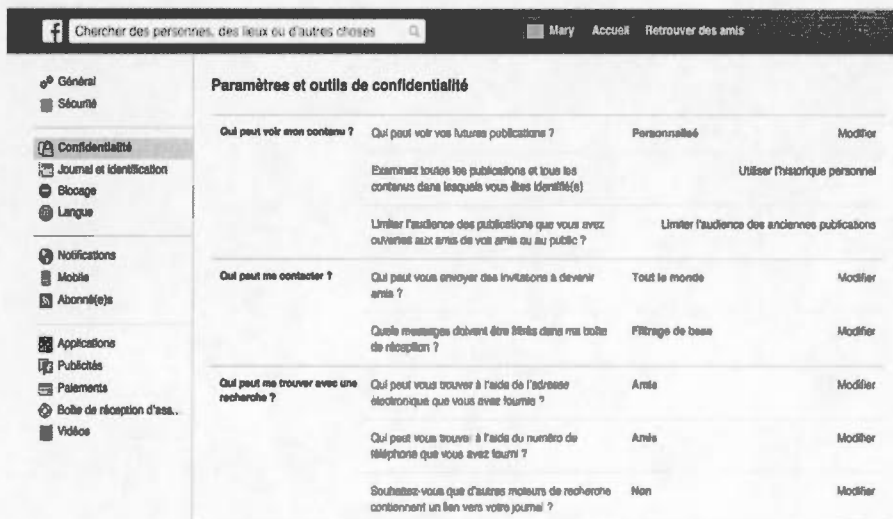 f Chercher des personnes, des lieux ou d'autres choses Mary Accueil Retrouver des amis
Général
Sécurité
Confidentialité
Journal et identification
Blocage
Langue
Notifications
Mobile
Abonné(e)s
Applications
Publicités
Paiements
Boîte de réception d'ass..
Vidéos
Paramètres et outils de confidentialité
Qui peut voir mon contenu ? Qui peut voir vos futures publications ? Personnalisé Modifier
Examinez toutes les publications et tous les Utiliser l'historique personnel
contenus dans lesquels vous êtes identifié(e)
Limiter l'audience des publications que vous avez Limiter l'audience des anciennes publications
ouvertes aux amis de vos amis ou au public ?
Qui peut me contacter ? Qui peut vous envoyer des invitations à devenir Tout le monde Modifier
amis ?
Quels messages doivent être filtrés dans ma boîte Filtrage de base Modifier
de réception ?
Qui peut me trouver avec une Qui peut vous trouver à l'aide de l'adresse Amis Modifier
recherche ? électronique que vous avez fournie ?
Qui peut vous trouver à l'aide du numéro de Amis Modifier
téléphone que vous avez fourni ?
Souhaitez-vous que d'autres moteurs de recherche Non Modifier
contiennent un lien vers votre journal ?